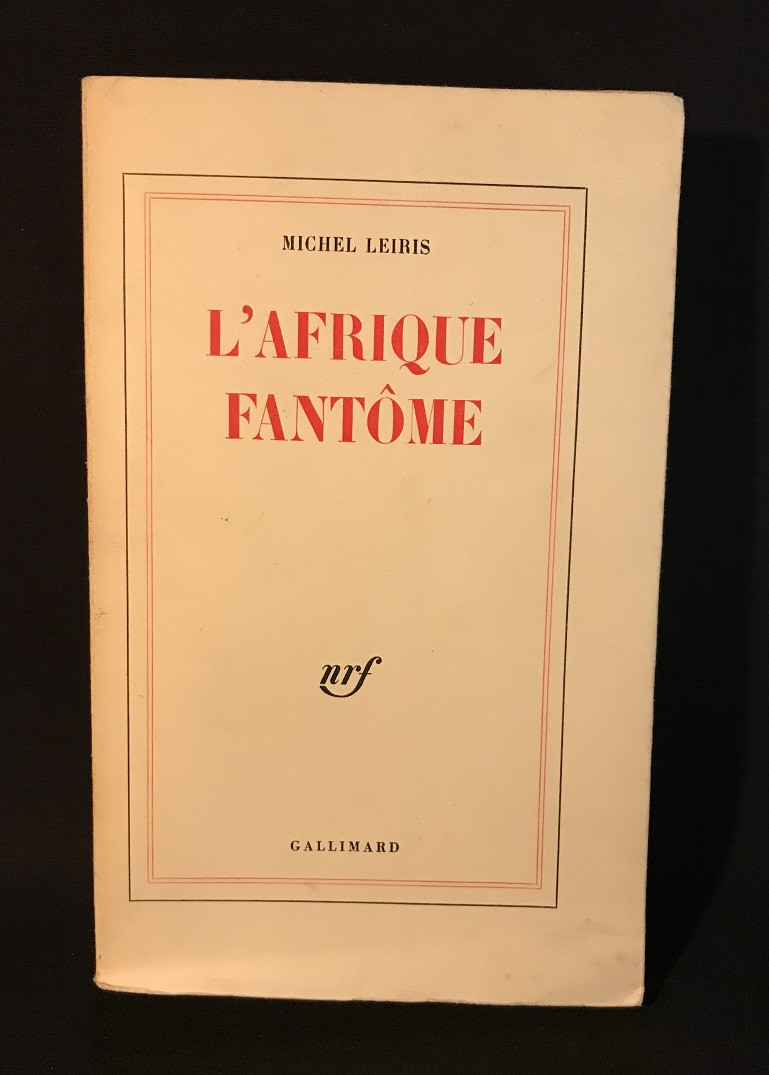 MICHEL LEIRIS
L'AFRIQUE
FANTÔME
nrf
GALLIMARD